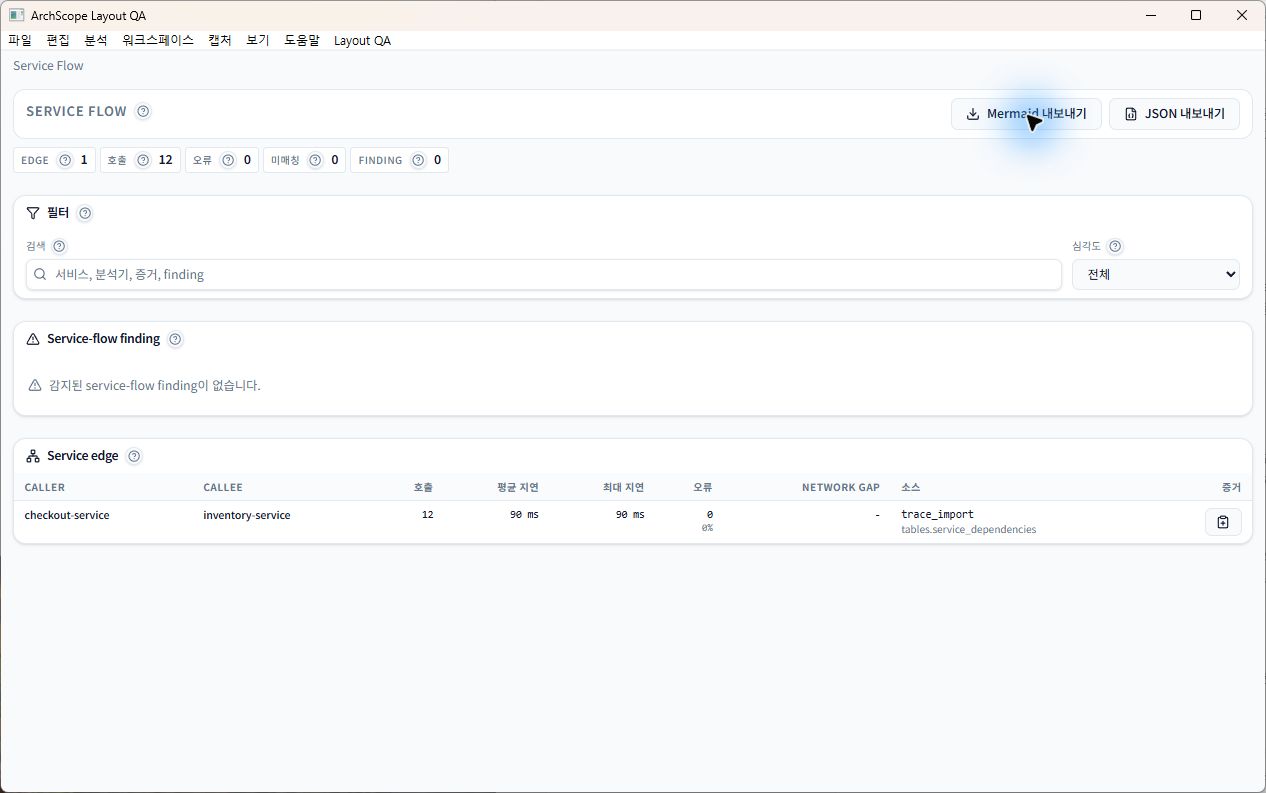 ArchScope Layout QA
파일 편집 분석 워크스페이스 캡처 보기 도움말 Layout QA
Service Flow
SERVICE FLOW
Mermaid 내보내기 JSON 내보내기
EDGE 1 호출 12 오류 0 미매칭 0 FINDING 0
필터
검색 심각도
서비스, 분석기, 증거, finding 전체
Service-flow finding
감지된 service-flow finding이 없습니다.
Service edge
CALLER CALLEE 호출 평균 지연 최대 지연 오류 NETWORK GAP 소스 증거
checkout-service inventory-service 12 90 ms 90 ms 0 - trace_import
0% tables.service_dependencies